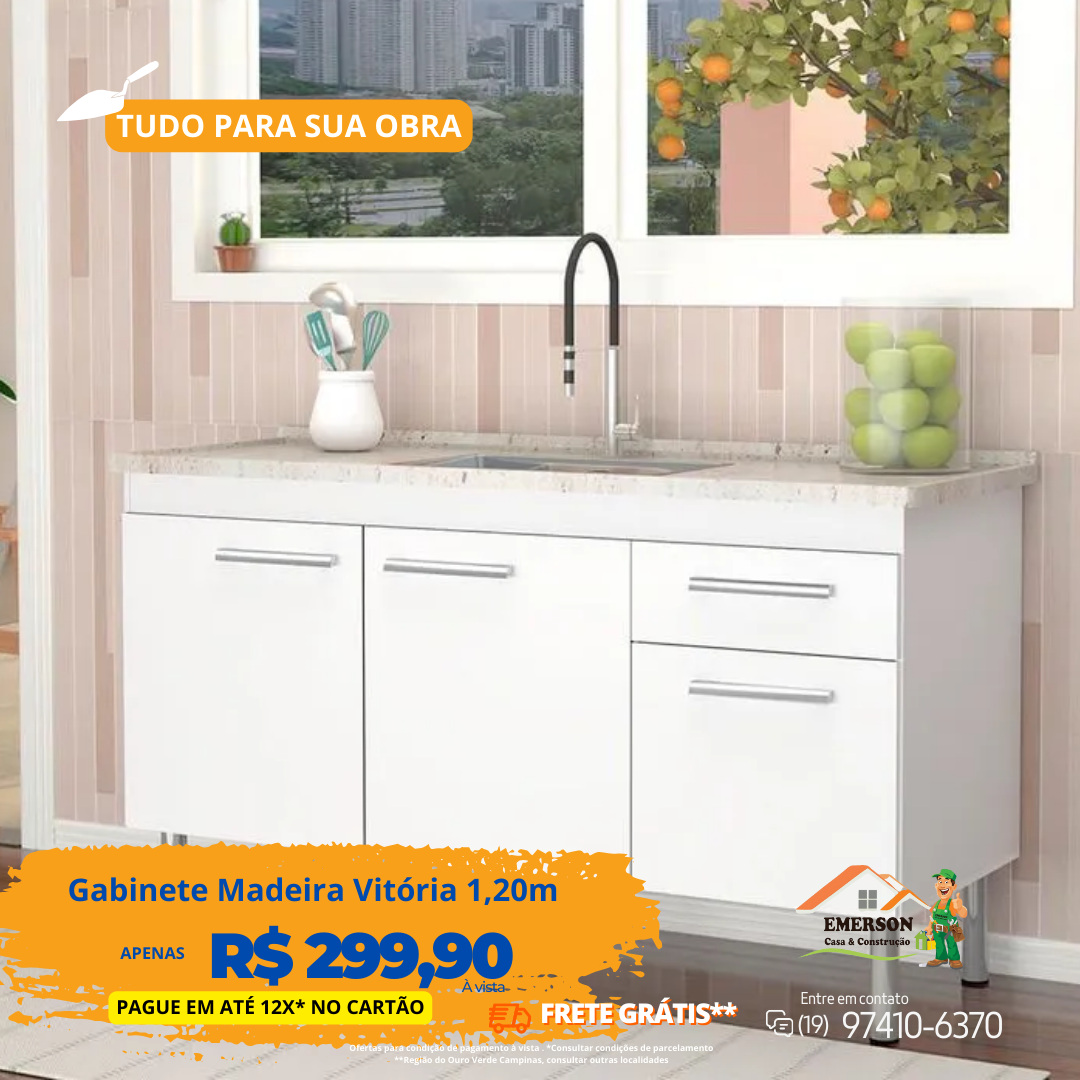 TUDO PARA SUA OBRA
Gabinete Madeira Vitória 1,20m
APENAS
R$ 299,90
À vista
PAGUE EM ATÉ 12X* NO CARTÃO
FRETE GRÁTIS**
EMERSON
Casa & Construção
Entre em contato
(19) 97410-6370
Ofertas para condição de pagamento à vista . *Consultar condições de parcelamento
**Região do Ouro Verde Campinas, consultar outras localidades